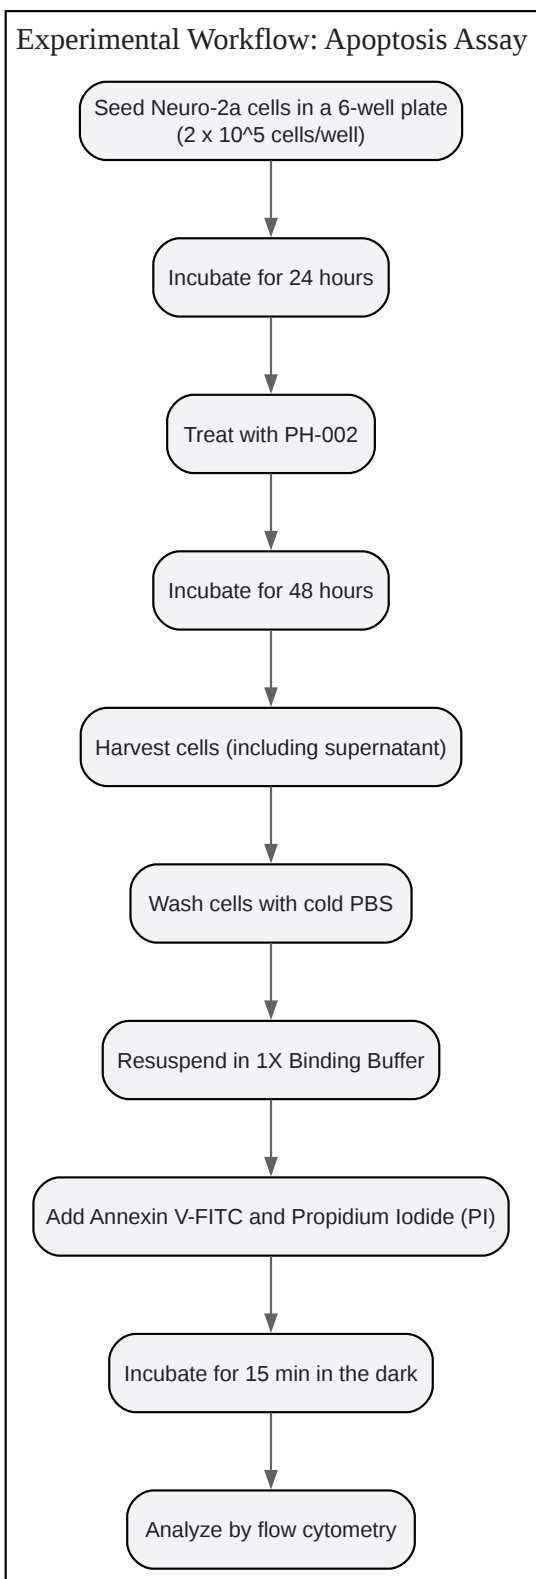 Experimental Workflow: Apoptosis Assay
Seed Neuro-2a cells in a 6-well plate
(2 x 10^5 cells/well)
Incubate for 24 hours
Treat with PH-002
Incubate for 48 hours
Harvest cells (including supernatant)
Wash cells with cold PBS
Resuspend in 1X Binding Buffer
Add Annexin V-FITC and Propidium Iodide (PI)
Incubate for 15 min in the dark
Analyze by flow cytometry